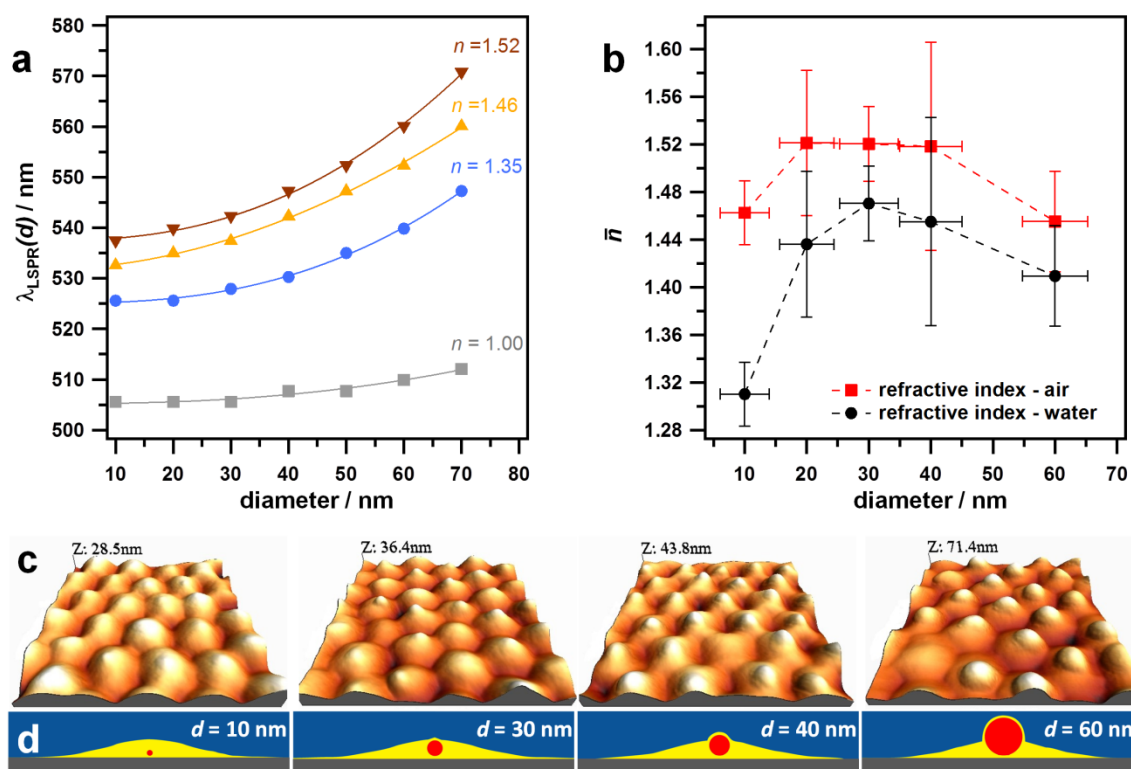 a
580
570
560
550
540
530
520
510
500
λLSPR(d) / nm
n =1.52
n =1.46
n = 1.35
n = 1.00
10 20 30 40 50 60 70 80
diameter / nm
b
1.60
1.56
1.52
1.48
1.44
1.40
1.36
1.32
1.28
n̅
refractive index - air
refractive index - water
10 20 30 40 50 60 70
diameter / nm
c
Z: 28.5nm
Z: 36.4nm
Z: 43.8nm
Z: 71.4nm
d
d = 10 nm
d = 30 nm
d = 40 nm
d = 60 nm